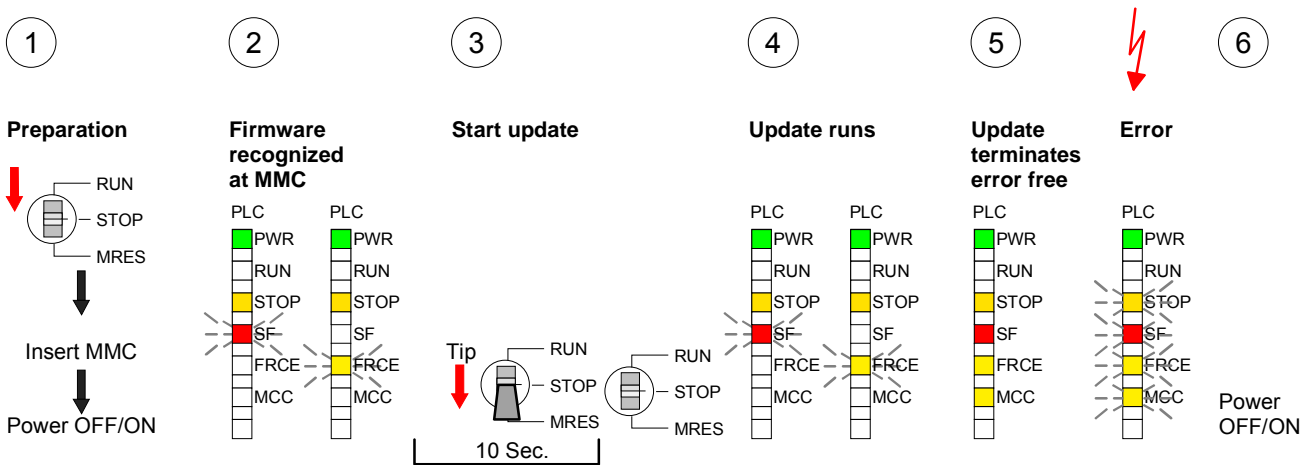 1
2
3
4
5
6
Preparation
RUN
STOP
MRES
Insert MMC
Power OFF/ON
Firmware
recognized
at MMC
PLC
PWR
RUN
STOP
SF
FRCE
MCC
PLC
PWR
RUN
STOP
SF
FRCE
MCC
Start update
Tip
RUN
STOP
MRES
RUN
STOP
MRES
10 Sec.
Update runs
PLC
PWR
RUN
STOP
SF
FRCE
MCC
PLC
PWR
RUN
STOP
SF
FRCE
MCC
Update
terminates
error free
PLC
PWR
RUN
STOP
SF
FRCE
MCC
Error
PLC
PWR
RUN
STOP
SF
FRCE
MCC
Power
OFF/ON